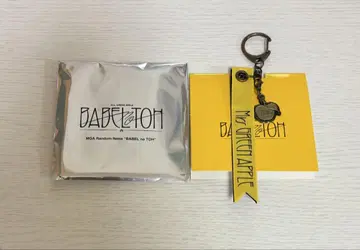 BABEL no TOH
MGA Random Items "BABEL no TOH"
Mrs. GREEN APPLE
BABEL no TOH